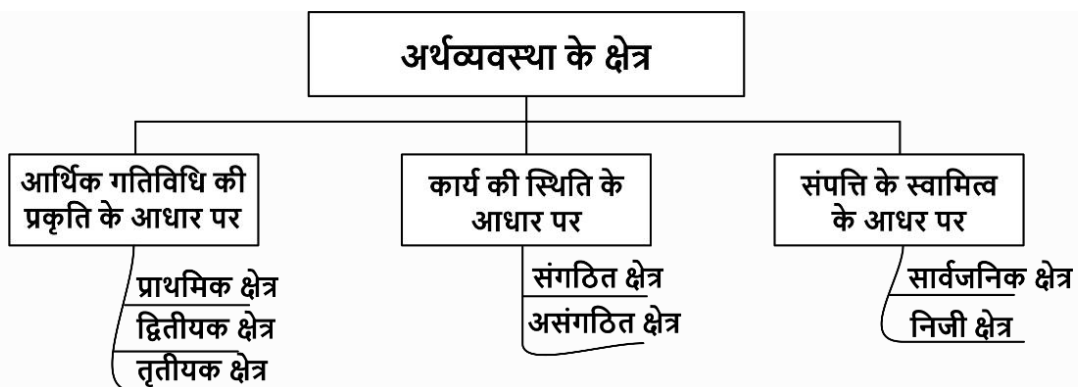 अर्थव्यवस्था के क्षेत्र
आर्थिक गतिविधि की
प्रकृति के आधार पर
प्राथमिक क्षेत्र
द्वितीयक क्षेत्र
तृतीयक क्षेत्र
कार्य की स्थिति के
आधार पर
संगठित क्षेत्र
असंगठित क्षेत्र
संपत्ति के स्वामित्व
के आधर पर
सार्वजनिक क्षेत्र
निजी क्षेत्र